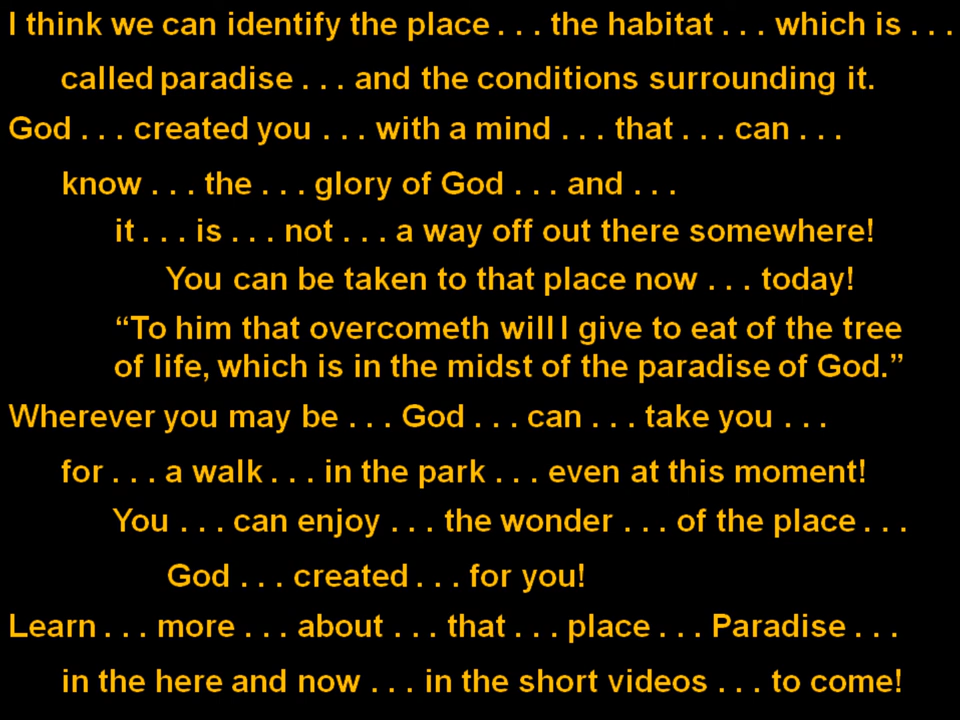 I think we can identify the place . . . the habitat . . . which is . . .
called paradise . . . and the conditions surrounding it.
God . . . created you . . . with a mind . . . that . . . can . . .
know . . . the . . . glory of God . . . and . . .
it . . . is . . . not . . . a way off out there somewhere!
You can be taken to that place now . . . today!
“To him that overcometh will I give to eat of the tree
of life, which is in the midst of the paradise of God.”
Wherever you may be . . . God . . . can . . . take you . . .
for . . . a walk . . . in the park . . . even at this moment!
You . . . can enjoy . . . the wonder . . . of the place . . .
God . . . created . . . for you!
Learn . . . more . . . about . . . that . . . place . . . Paradise . . .
in the here and now . . . in the short videos . . . to come!